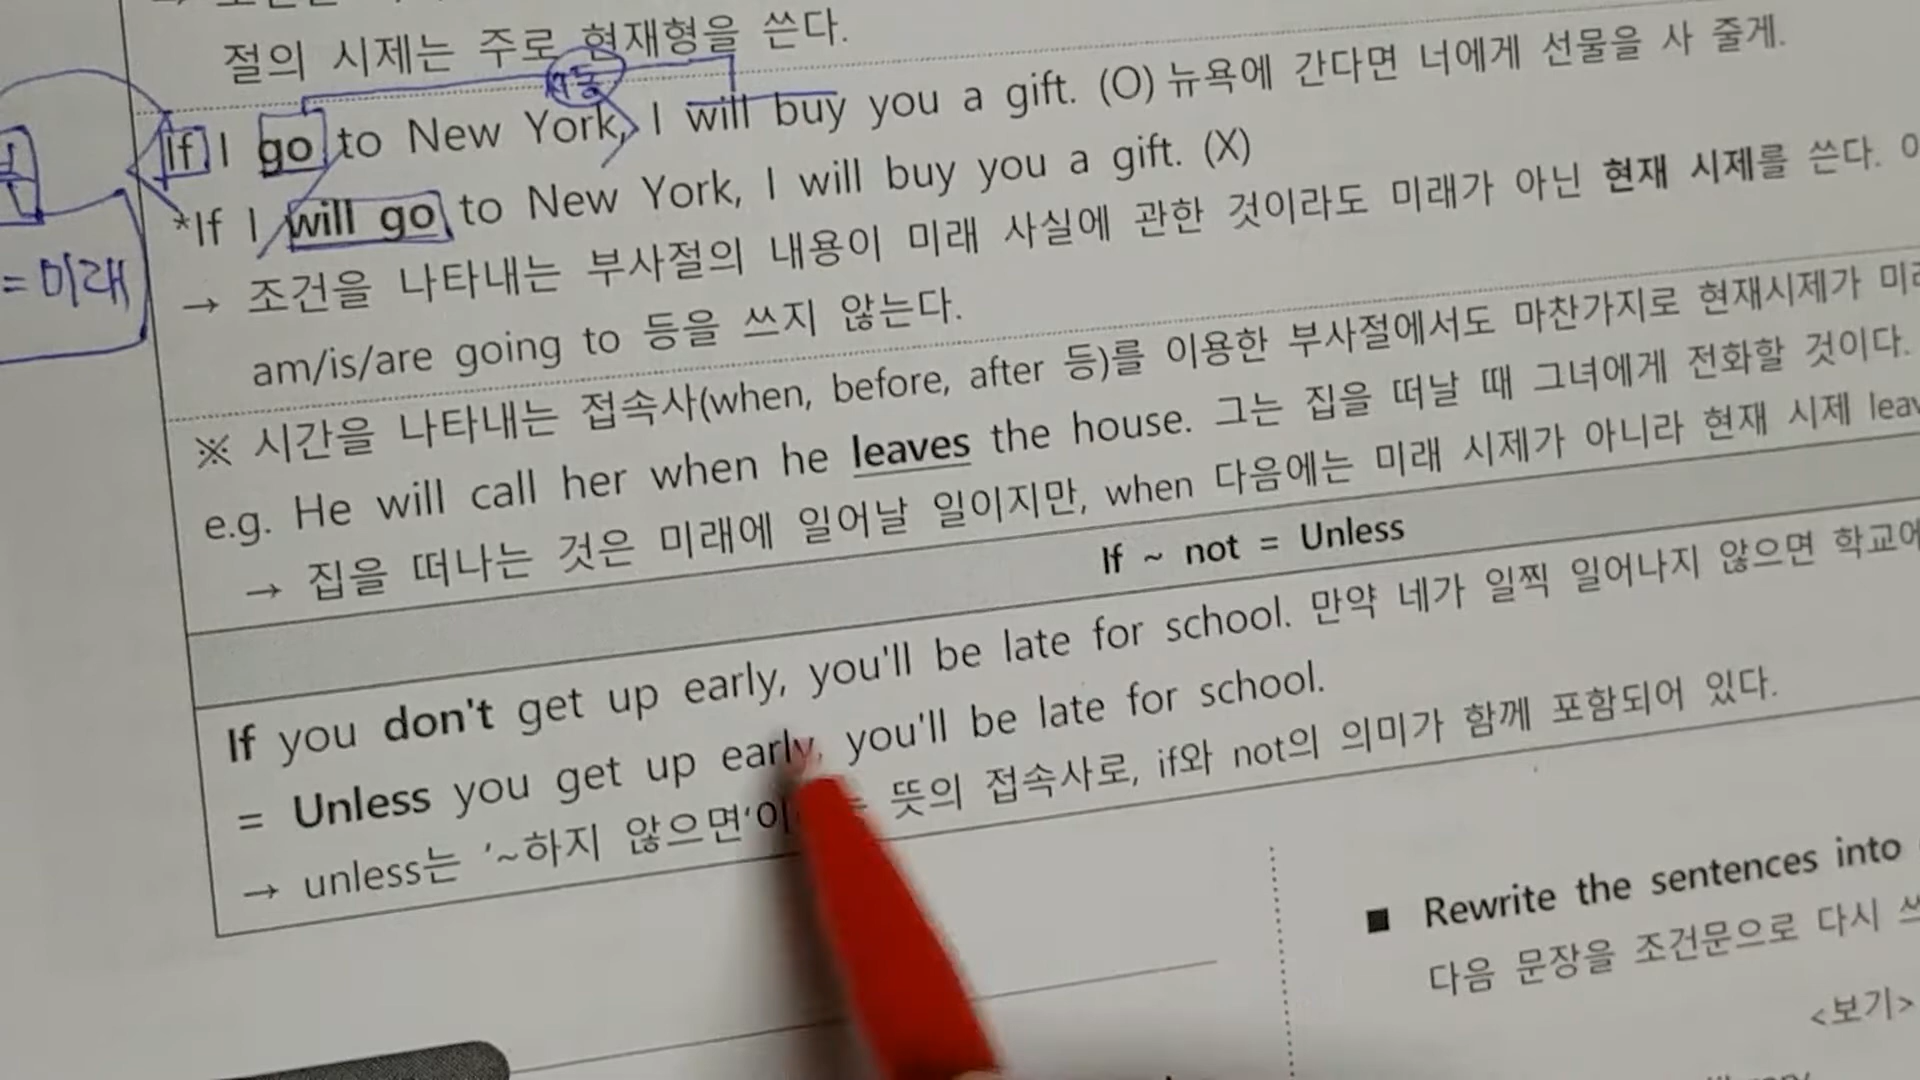 절의 시제는 주로 현재형을 쓴다.
If I go to New York, I will buy you a gift. (O) 뉴욕에 간다면 너에게 선물을 사 줄게.
*If I will go to New York, I will buy you a gift. (X)
= 미래
→ 조건을 나타내는 부사절의 내용이 미래 사실에 관한 것이라도 미래가 아닌 현재 시제를 쓴다.
am/is/are going to 등을 쓰지 않는다.
※ 시간을 나타내는 접속사(when, before, after 등)를 이용한 부사절에서도 마찬가지로 현재시제가
e.g. He will call her when he leaves the house. 그는 집을 떠날 때 그녀에게 전화할 것이다.
→ 집을 떠나는 것은 미래에 일어날 일이지만, when 다음에는 미래 시제가 아니라 현재 시제
If ~ not = Unless
If you don't get up early, you'll be late for school. 만약 네가 일찍 일어나지 않으면
= Unless you get up early, you'll be late for school.
→ unless는 '~하지 않으면' 뜻의 접속사로, if와 not의 의미가 함께 포함되어 있다.
■ Rewrite the sentences into
다음 문장을 조건문으로 다시
<보기>